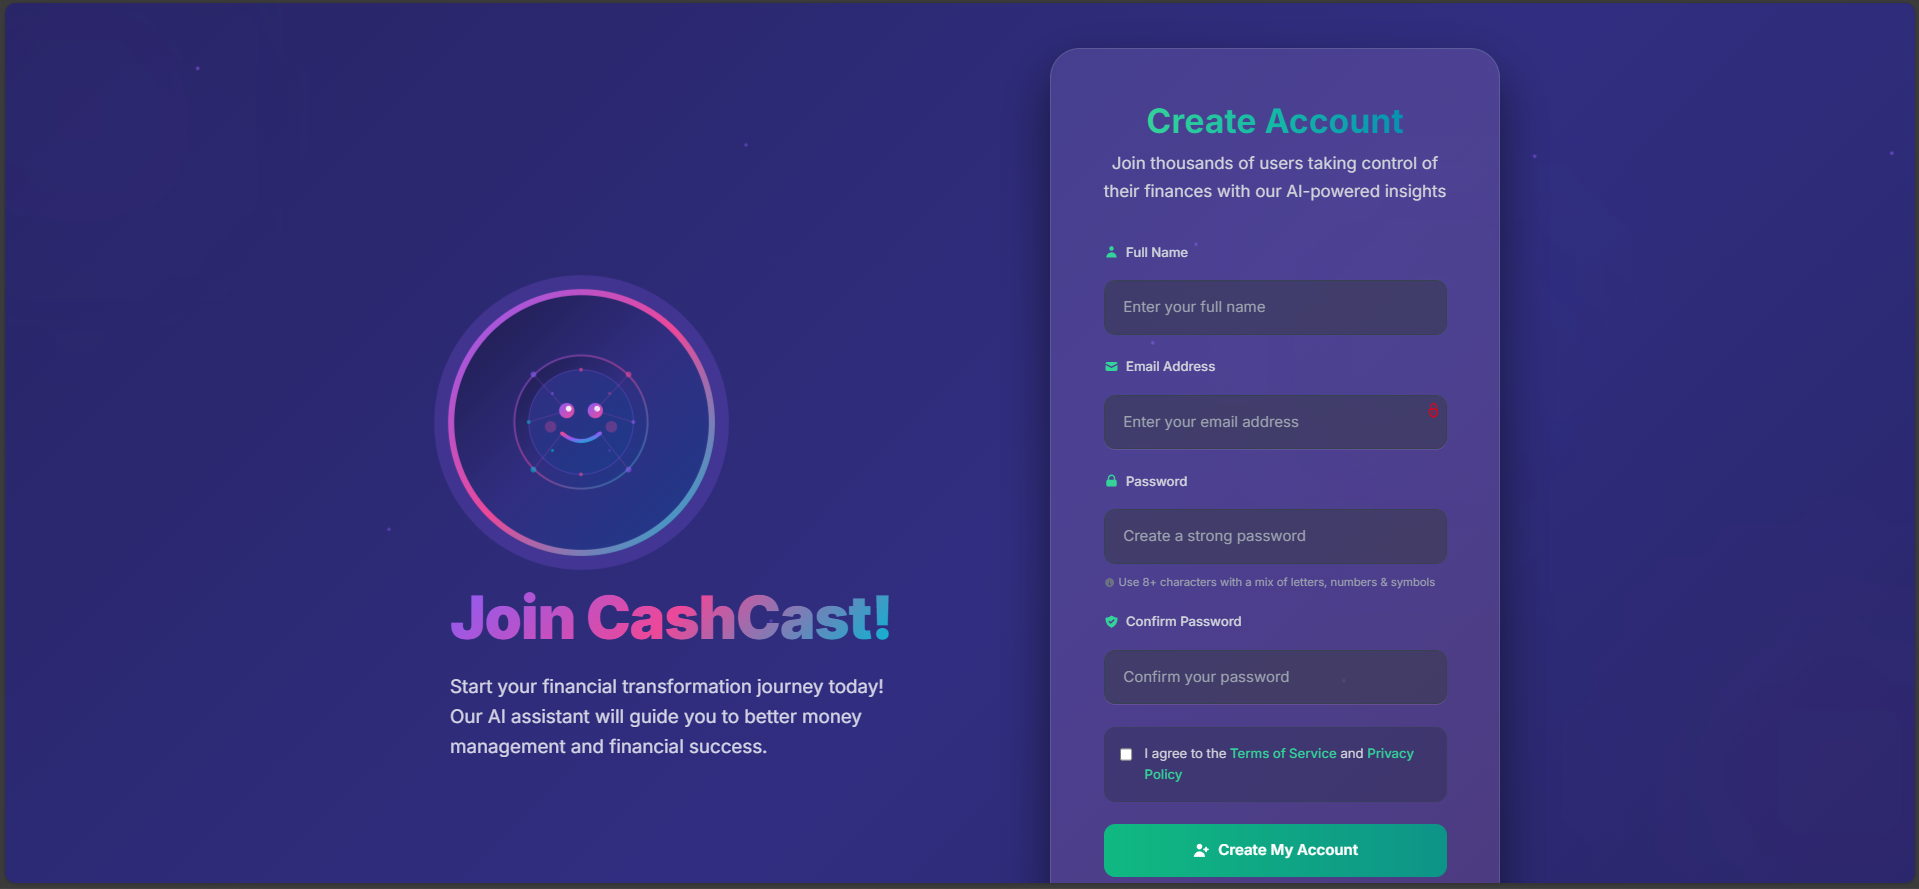 Create Account
Join thousands of users taking control of
their finances with our AI-powered insights
Full Name
Enter your full name
Email Address
Enter your email address
Password
Create a strong password
Use 8+ characters with a mix of letters, numbers & symbols
Confirm Password
Confirm your password
I agree to the Terms of Service and Privacy
Policy
Create My Account
Join CashCast!
Start your financial transformation journey today!
Our AI assistant will guide you to better money
management and financial success.